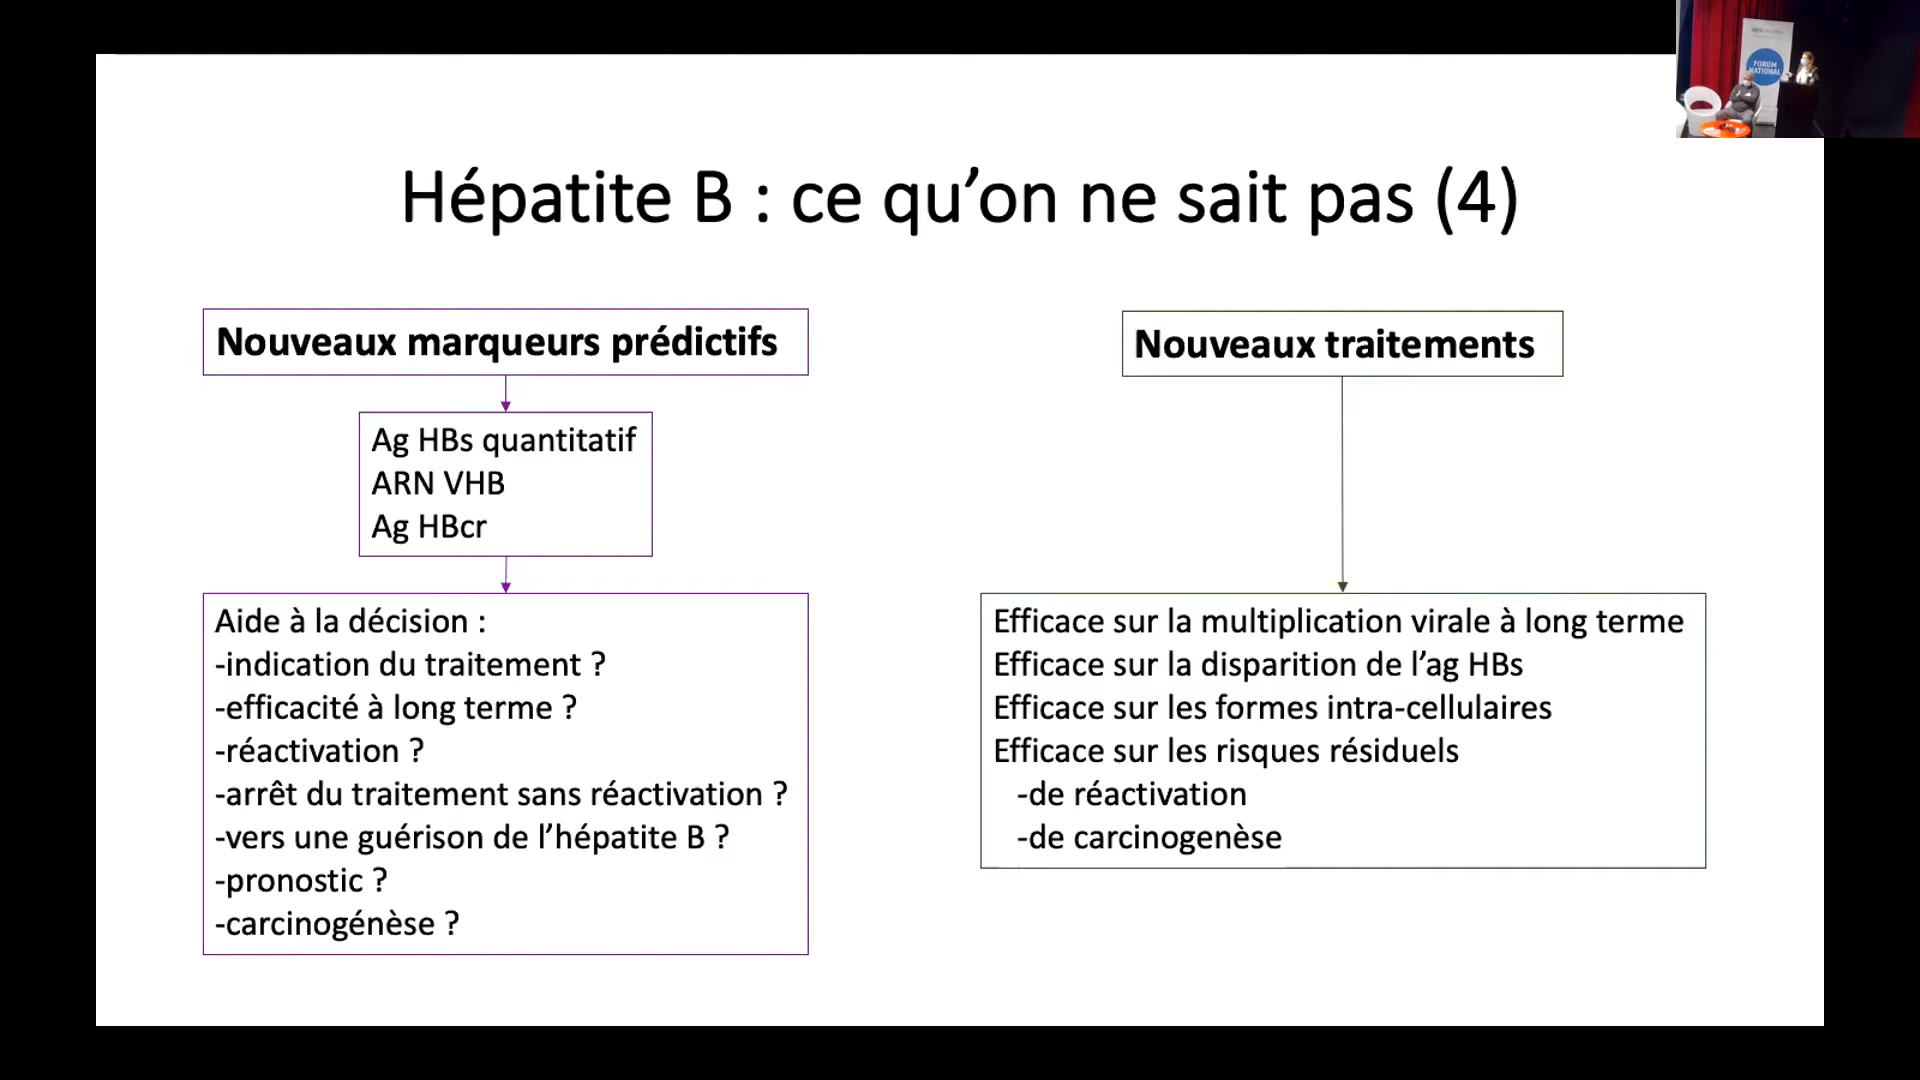 Hépatite B : ce qu’on ne sait pas (4)
Nouveaux marqueurs prédictifs
Ag HBs quantitatif
ARN VHB
Ag HBcr
Aide à la décision :
-indication du traitement ?
-efficacité à long terme ?
-réactivation ?
-arrêt du traitement sans réactivation ?
-vers une guérison de l’hépatite B ?
-pronostic ?
-carcinogénèse ?
Nouveaux traitements
Efficace sur la multiplication virale à long terme
Efficace sur la disparition de l’ag HBs
Efficace sur les formes intra-cellulaires
Efficace sur les risques résiduels
-de réactivation
-de carcinogenèse
FORUM
NATIONAL